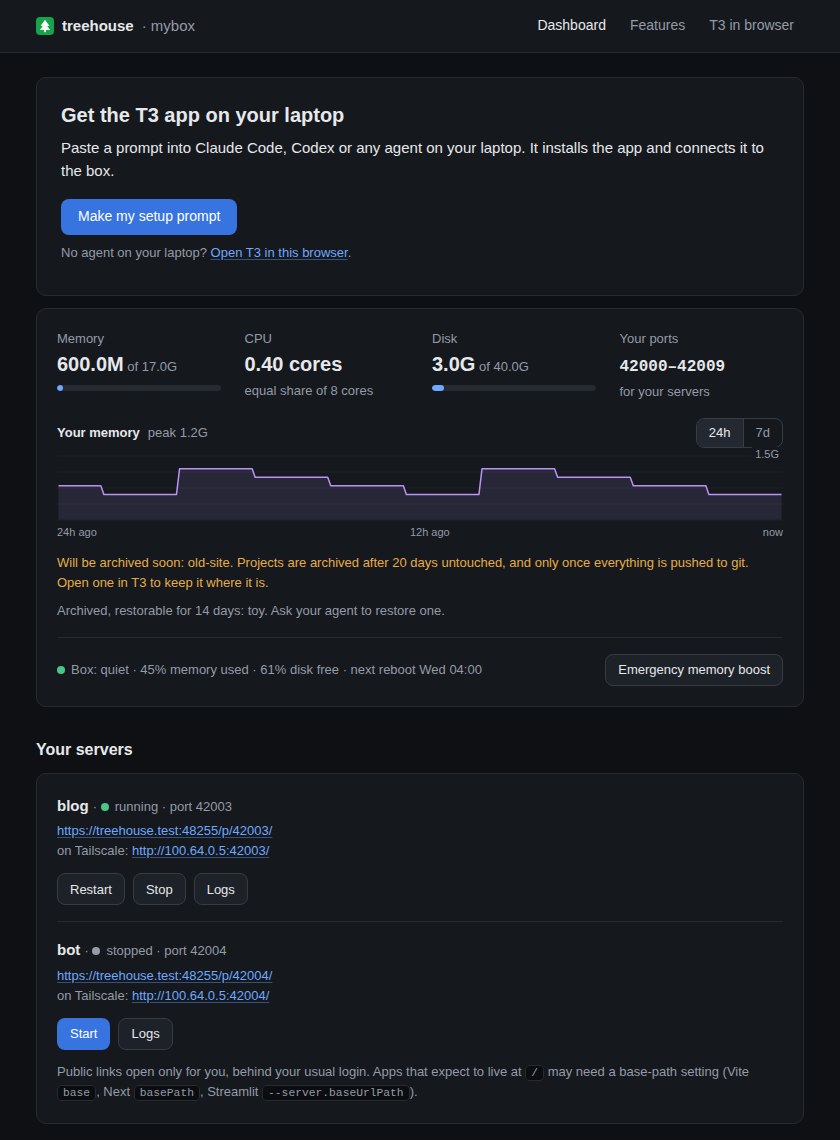 treehouse · mybox
Dashboard Features T3 in browser
Get the T3 app on your laptop
Paste a prompt into Claude Code, Codex or any agent on your laptop. It installs the app and connects it to
the box.
Make my setup prompt
No agent on your laptop? Open T3 in this browser.
Memory
600.0M of 17.0G
CPU
0.40 cores
equal share of 8 cores
Disk
3.0G of 40.0G
Your ports
42000–42009
for your servers
Your memory peak 1.2G
24h 7d
1.5G
24h ago 12h ago now
Will be archived soon: old-site. Projects are archived after 20 days untouched, and only once everything is pushed to git.
Open one in T3 to keep it where it is.
Archived, restorable for 14 days: toy. Ask your agent to restore one.
Box: quiet · 45% memory used · 61% disk free · next reboot Wed 04:00
Emergency memory boost
Your servers
blog · running · port 42003
https://treehouse.test:48255/p/42003/
on Tailscale: http://100.64.0.5:42003/
Restart Stop Logs
bot · stopped · port 42004
https://treehouse.test:48255/p/42004/
on Tailscale: http://100.64.0.5:42004/
Start Logs
Public links open only for you, behind your usual login. Apps that expect to live at / may need a base-path setting (Vite
base, Next basePath, Streamlit --server.baseUrlPath).